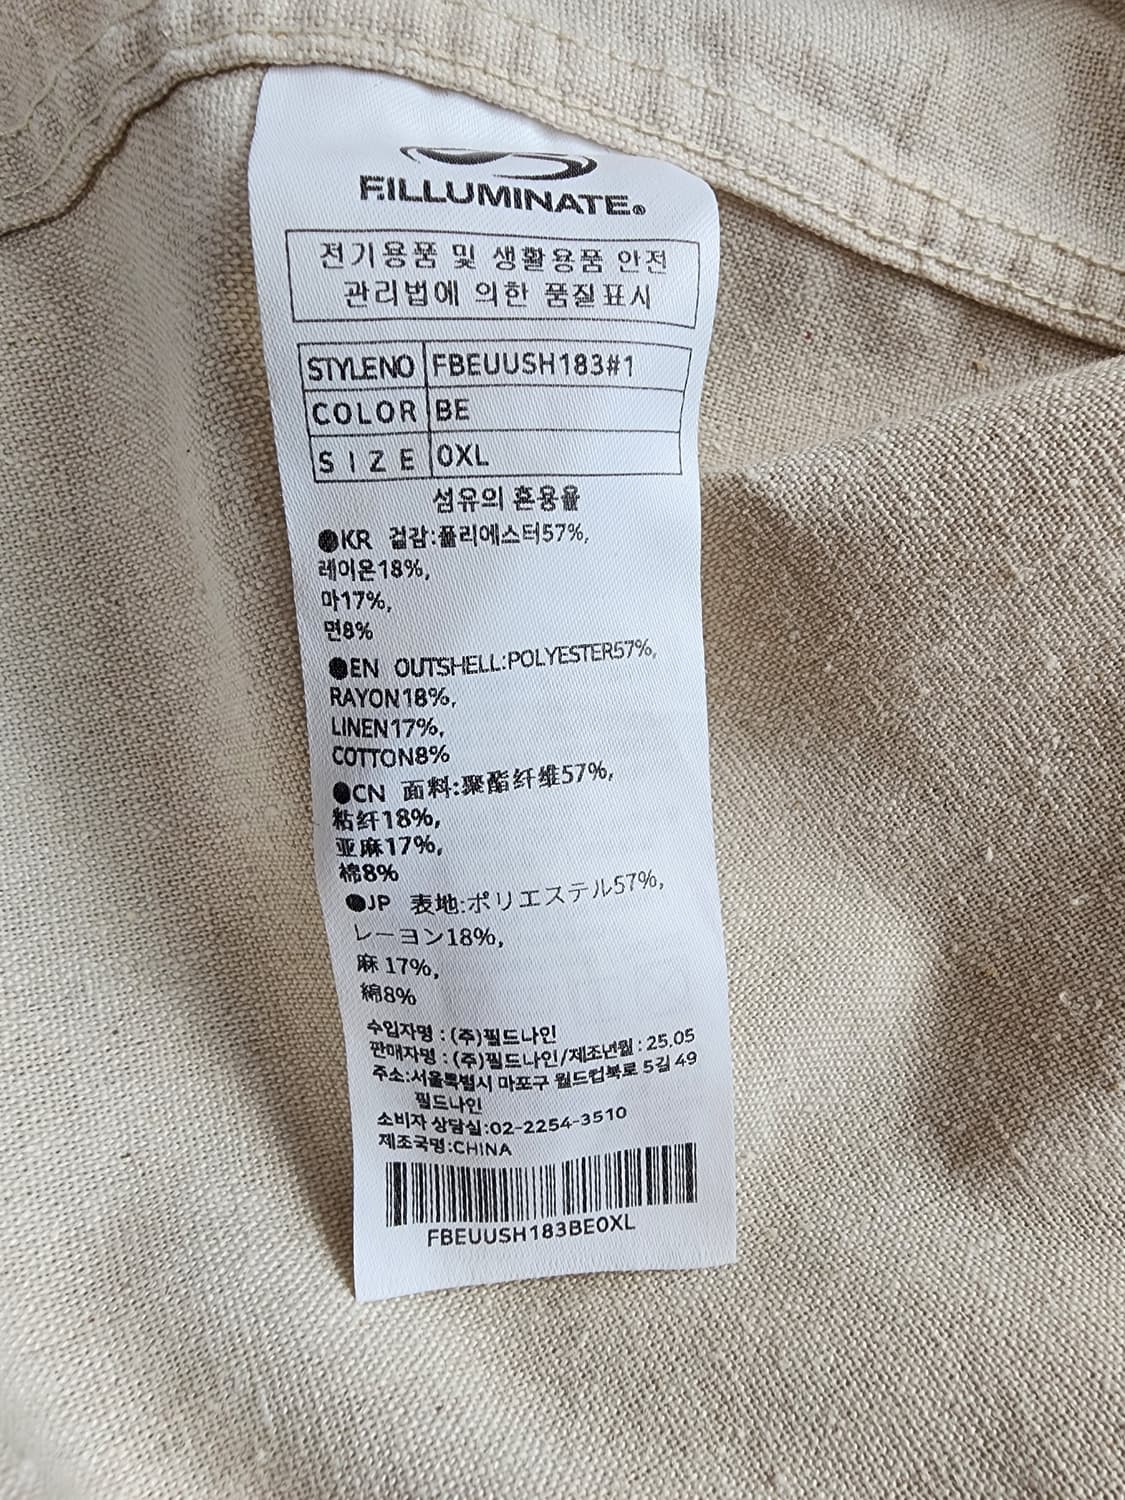 F.ILLUMINATE®
전기용품 및 생활용품 안전
관리법에 의한 품질표시
STYLENO FBEUUSH183#1
COLOR BE
SIZE 0XL
섬유의 혼용율
●KR 겉감:폴리에스터57%,
레이온18%,
마17%,
면8%
●EN OUTSHELL:POLYESTER57%,
RAYON18%,
LINEN17%,
COTTON8%
●CN 面料:聚酯纤维57%,
粘纤18%,
亚麻17%,
棉8%
●JP 表地:ポリエステル57%,
レーヨン18%,
麻 17%,
綿8%
수입자명 : (주)필드나인
판매자명 : (주)필드나인/제조년월 : 25.05
주소:서울특별시 마포구 월드컵북로 5길 49
필드나인
소비자 상담실:02-2254-3510
제조국명:CHINA
FBEUUSH183BE0XL